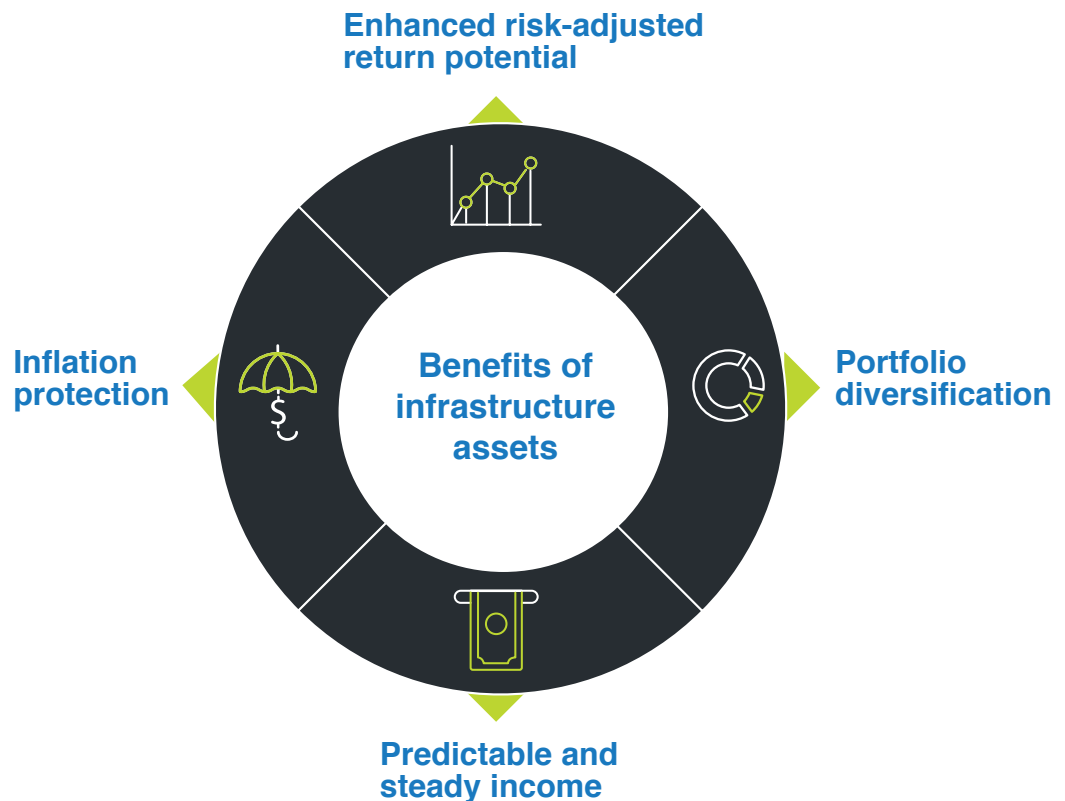 Enhanced risk-adjusted
return potential
Inflation
protection
Benefits of
infrastructure
assets
Portfolio
diversification
$
Predictable and
steady income